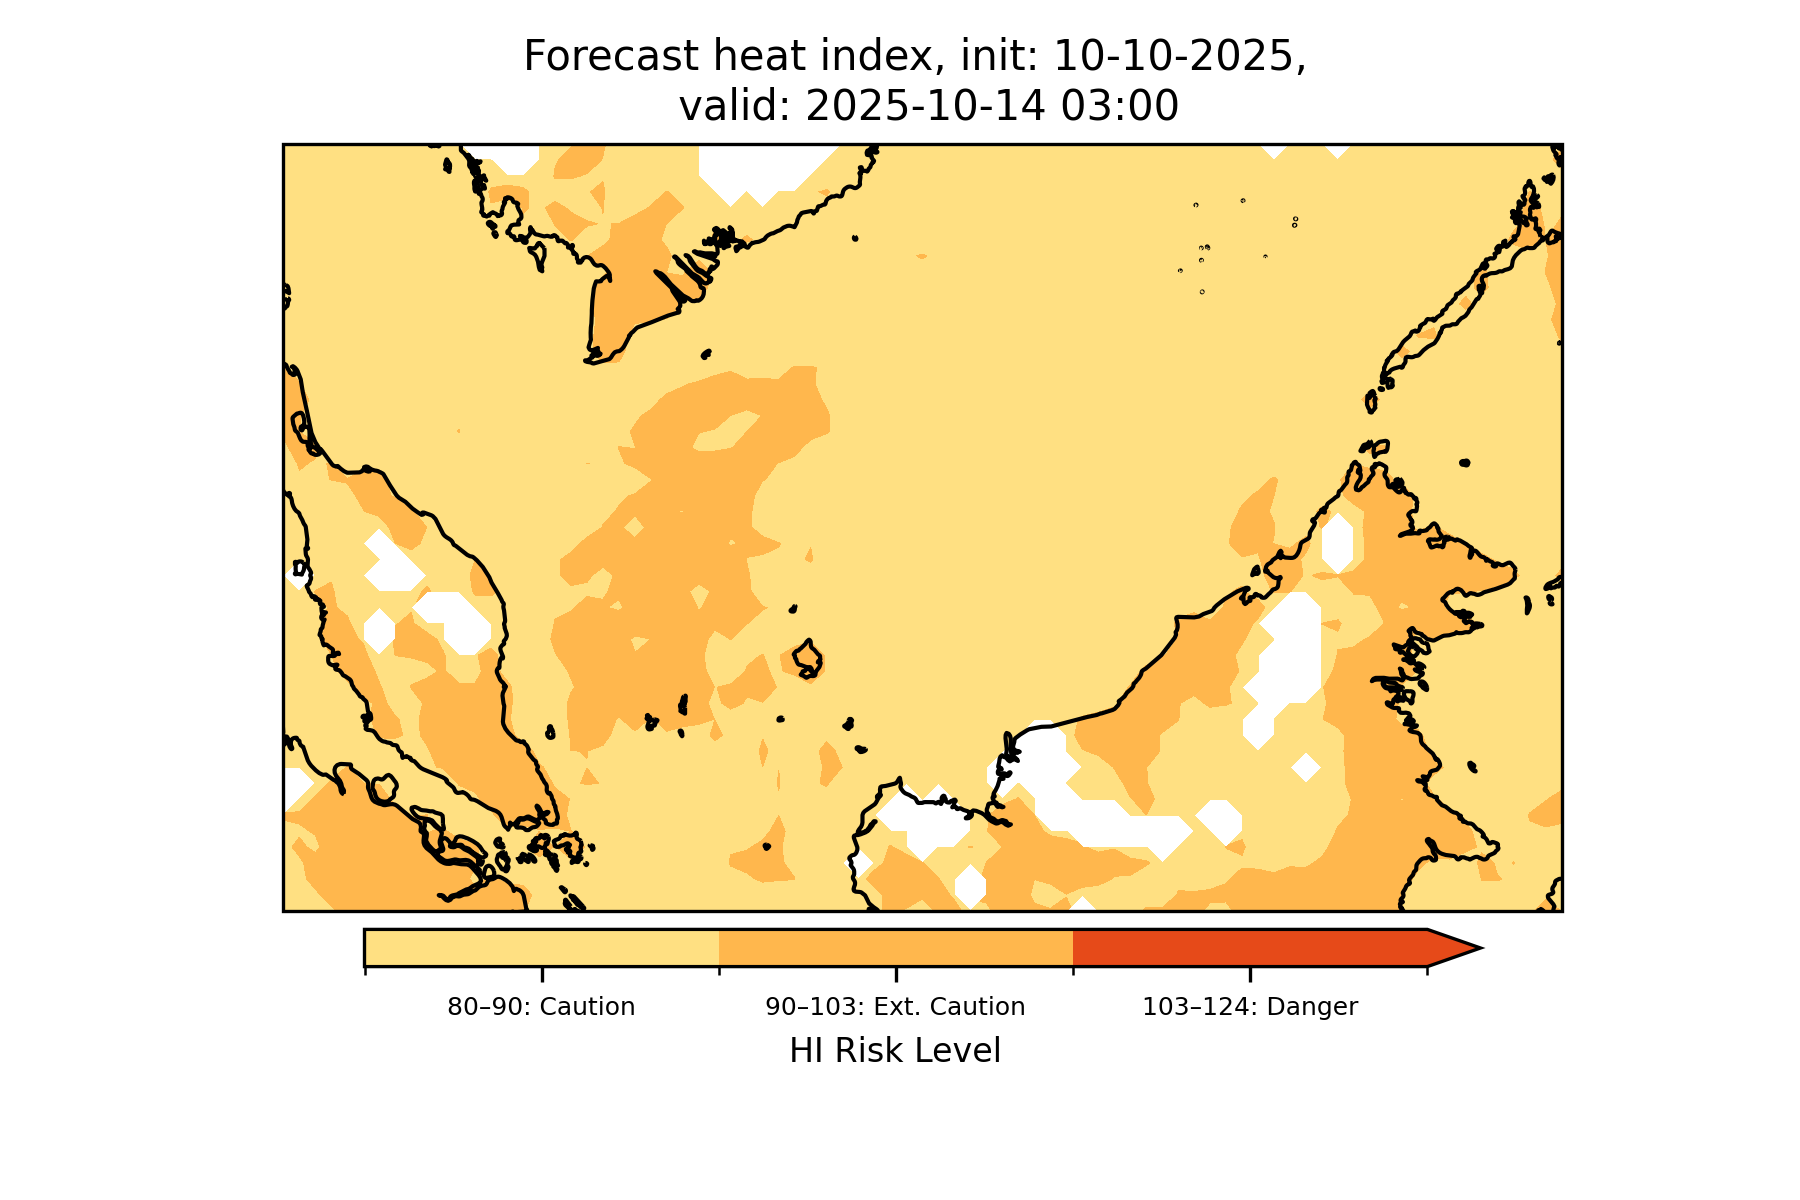 Forecast heat index, init: 10-10-2025,
valid: 2025-10-14 03:00
80–90: Caution
90–103: Ext. Caution
103–124: Danger
HI Risk Level